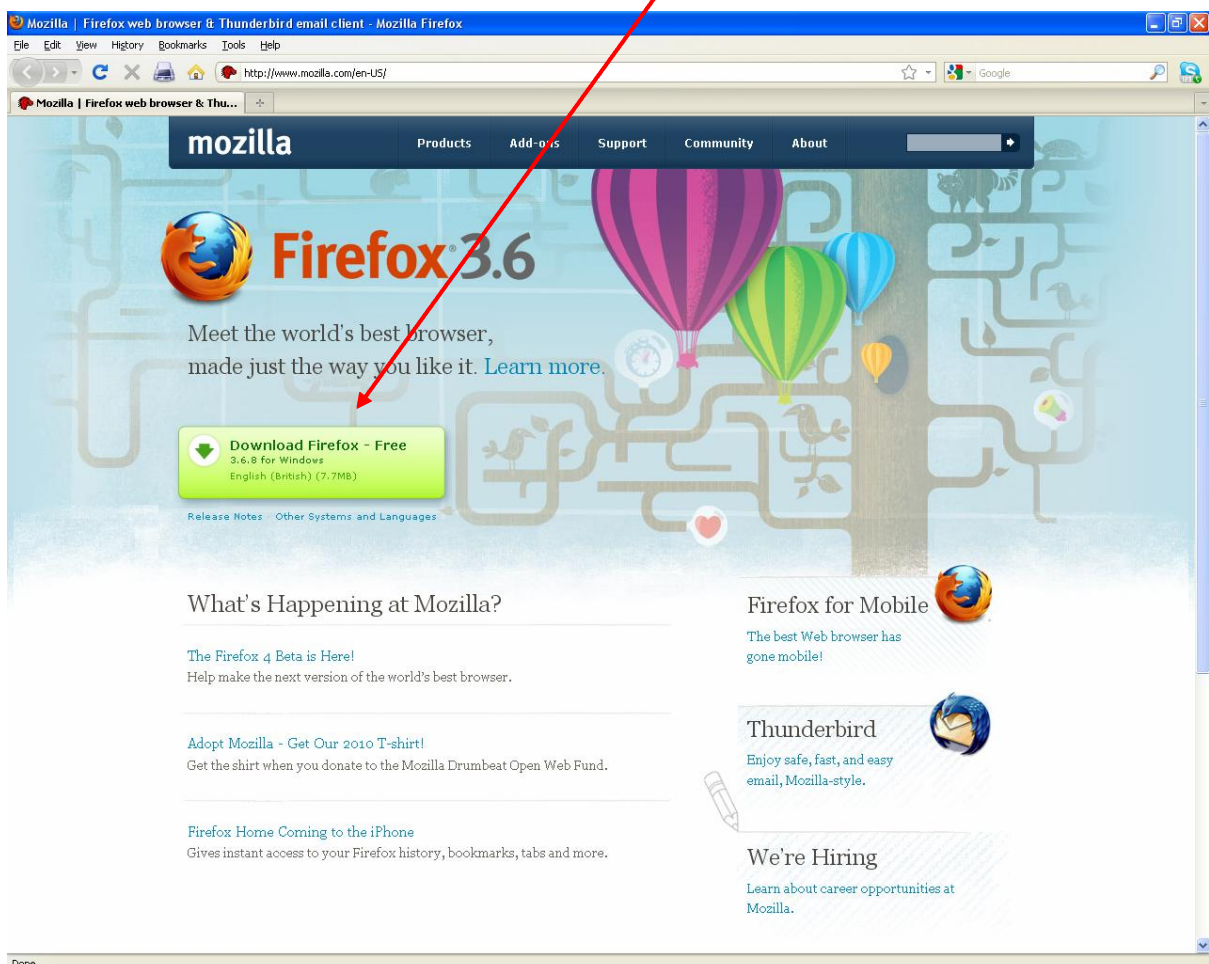 Mozilla | Firefox web browser & Thunderbird email client - Mozilla Firefox
File Edit View History Bookmarks Tools Help
http://www.mozilla.com/en-US/
Google
Mozilla | Firefox web browser & Thu...
mozilla
Products Add-ons Support Community About
Firefox® 3.6
Meet the world's best browser,
made just the way you like it. Learn more.
Download Firefox - Free
3.6.8 for Windows
English (British) (7.7MB)
Release Notes · Other Systems and Languages
What's Happening at Mozilla?
The Firefox 4 Beta is Here!
Help make the next version of the world's best browser.
Adopt Mozilla - Get Our 2010 T-shirt!
Get the shirt when you donate to the Mozilla Drumbeat Open Web Fund.
Firefox Home Coming to the iPhone
Gives instant access to your Firefox history, bookmarks, tabs and more.
Firefox for Mobile
The best Web browser has
gone mobile!
Thunderbird
Enjoy safe, fast, and easy
email, Mozilla-style.
We're Hiring
Learn about career opportunities at
Mozilla.
Done